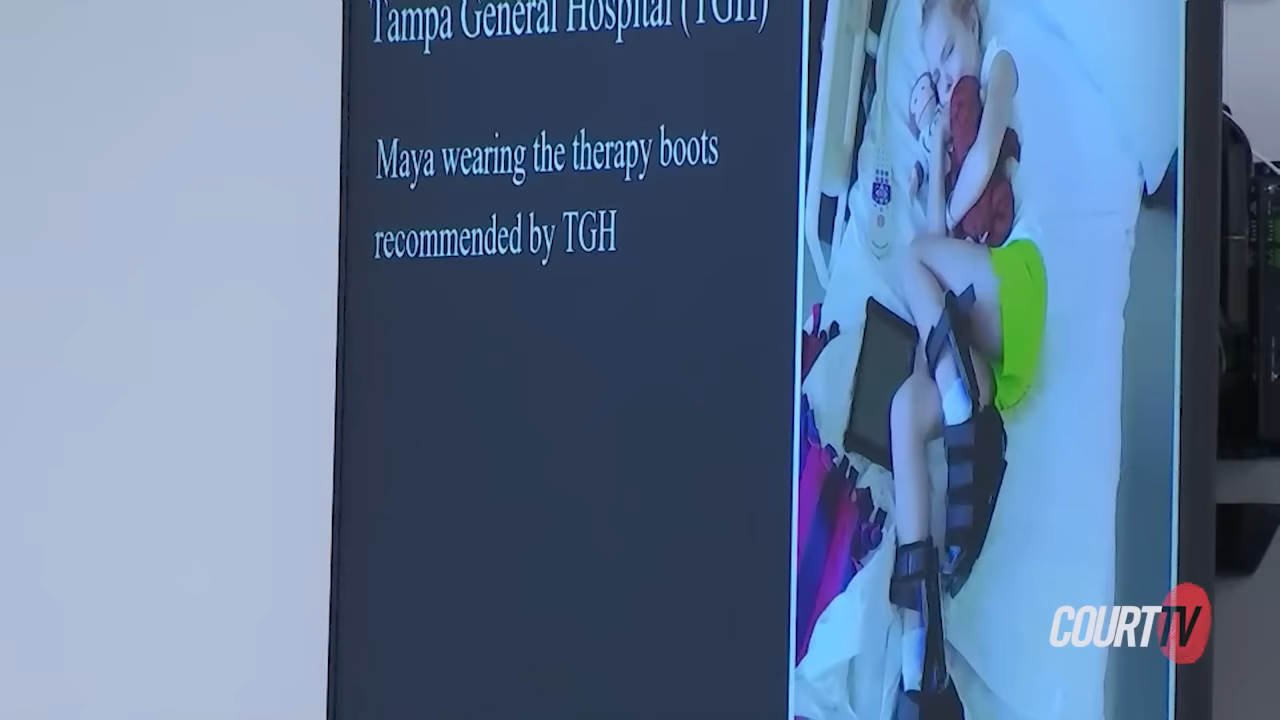 Tampa General Hospital (TGH)
Maya wearing the therapy boots
recommended by TGH
COURT TV